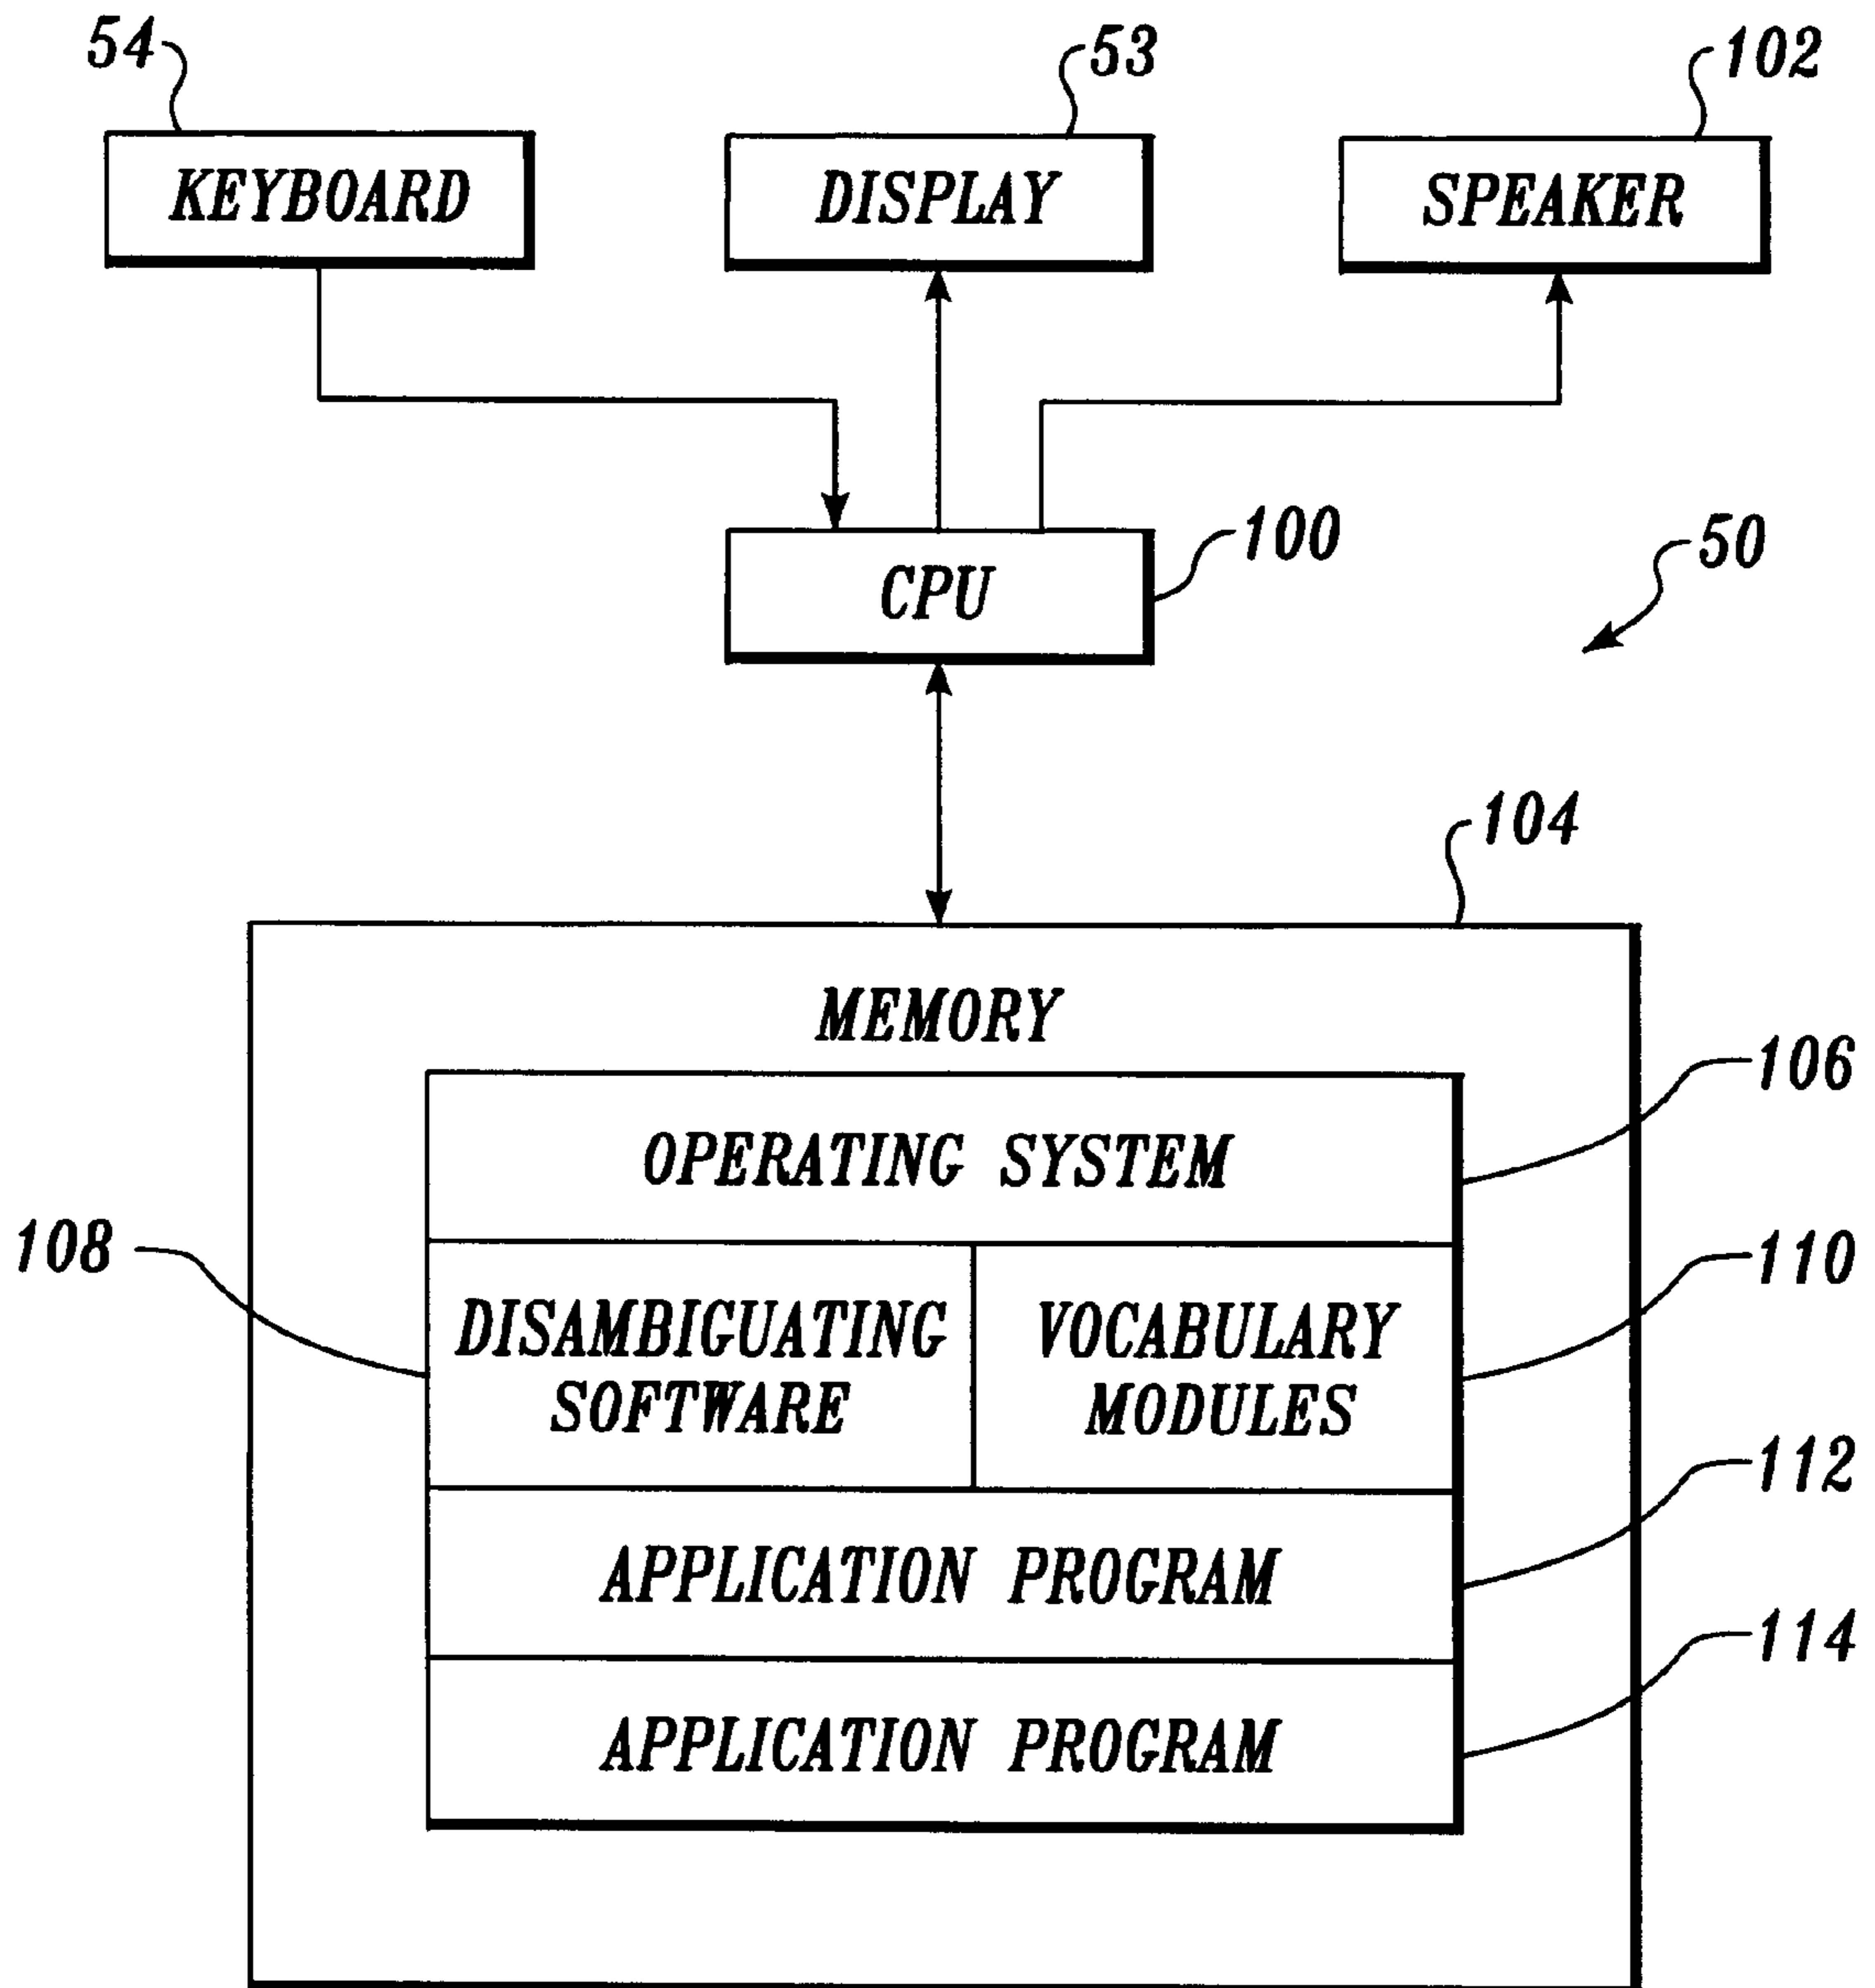 54
53
102
KEYBOARD
DISPLAY
SPEAKER
100
50
CPU
104
MEMORY
106
OPERATING SYSTEM
108
110
DISAMBIGUATING
SOFTWARE
VOCABULARY
MODULES
112
APPLICATION PROGRAM
114
APPLICATION PROGRAM